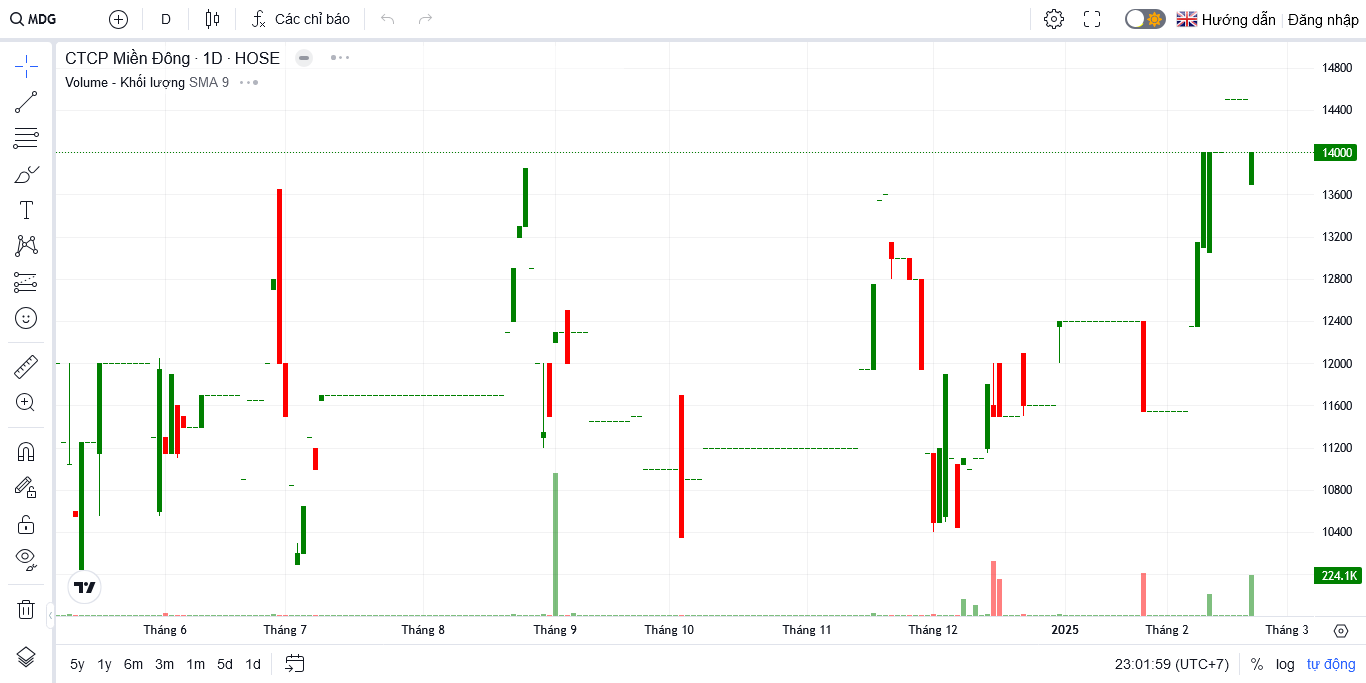 MDG D Các chỉ báo Hướng dẫn Đăng nhập
CTCP Miền Đông · 1D · HOSE
Volume - Khối lượng SMA 9
14800
14400
14000
13600
13200
12800
12400
12000
11600
11200
10800
10400
224.1K
Tháng 6 Tháng 7 Tháng 8 Tháng 9 Tháng 10 Tháng 11 Tháng 12 2025 Tháng 2 Tháng 3
5y 1y 6m 3m 1m 5d 1d 23:01:59 (UTC+7) % log tự động